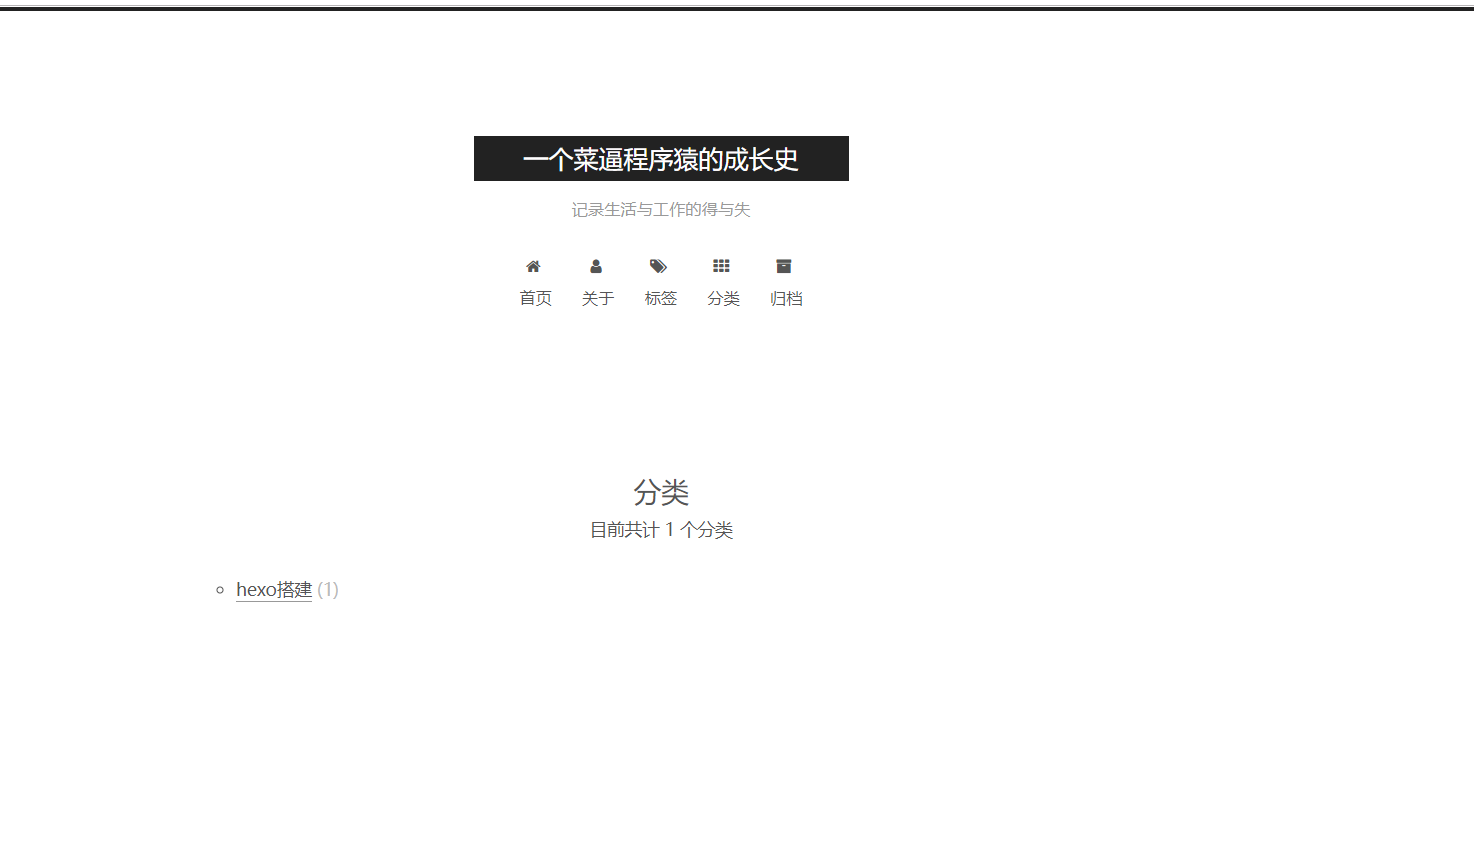 一个菜逼程序猿的成长史
记录生活与工作的得与失
首页 关于 标签 分类 归档
分类
目前共计 1 个分类
hexo搭建 (1)